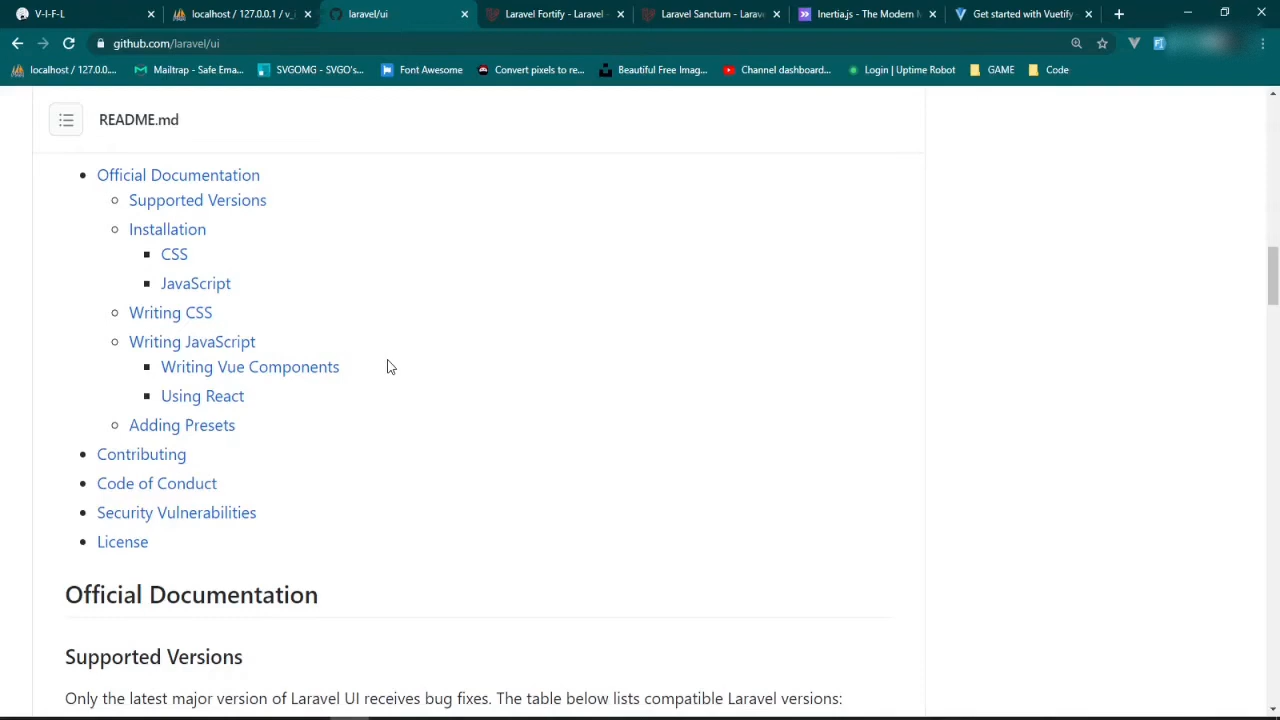 V-I-F-L
localhost / 127.0.0.1 / v_i
laravel/ui
Laravel Fortify - Laravel
Laravel Sanctum - Larave
Inertia.js - The Modern
Get started with Vuetify
github.com/laravel/ui
localhost / 127.0.0....
Mailtrap - Safe Ema...
SVGOMG - SVGO's...
Font Awesome
Convert pixels to re...
Beautiful Free Imag...
Channel dashboard...
Login | Uptime Robot
GAME
Code
README.md
Official Documentation
Supported Versions
Installation
CSS
JavaScript
Writing CSS
Writing JavaScript
Writing Vue Components
Using React
Adding Presets
Contributing
Code of Conduct
Security Vulnerabilities
License
Official Documentation
Supported Versions
Only the latest major version of Laravel UI receives bug fixes. The table below lists compatible Laravel versions: